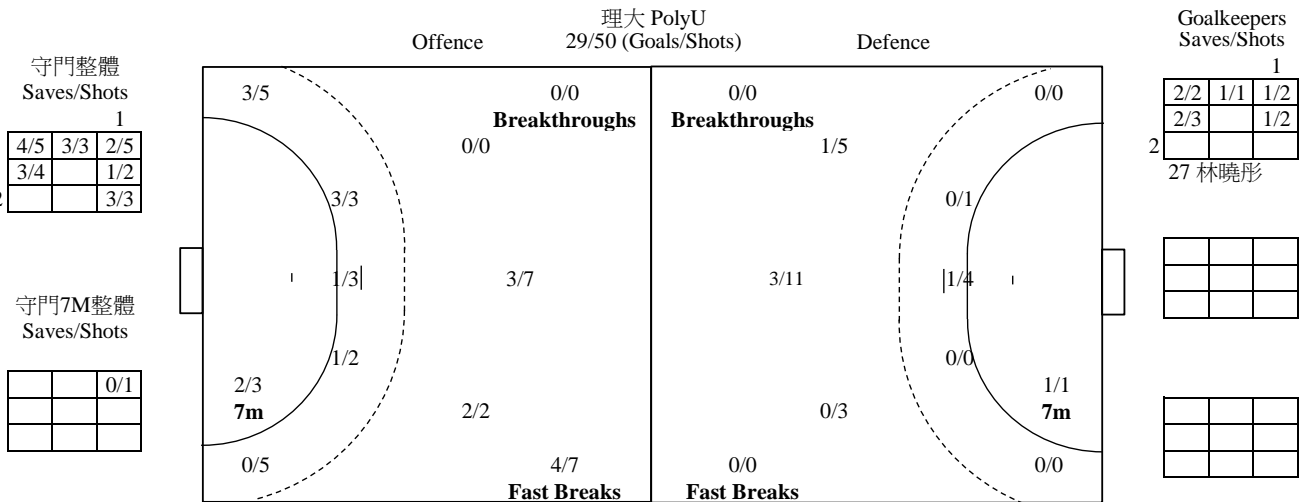 理大 PolyU
Offence 29/50 (Goals/Shots) Defence
守門整體
Saves/Shots
1
4/5 3/3 2/5
3/4 1/2
2 3/3
守門7M整體
Saves/Shots
0/1
3/5 0/0
Breakthroughs
0/0
3/3
1/3 3/7
1/2
2/3
7m
2/2
0/5 4/7
Fast Breaks
0/0 0/0
Breakthroughs
1/5
0/1
3/11 1/4
0/0
1/1
7m
0/3
0/0 0/0
Fast Breaks
Goalkeepers
Saves/Shots
1
2/2 1/1 1/2
2/3 1/2
2
27 林曉彤